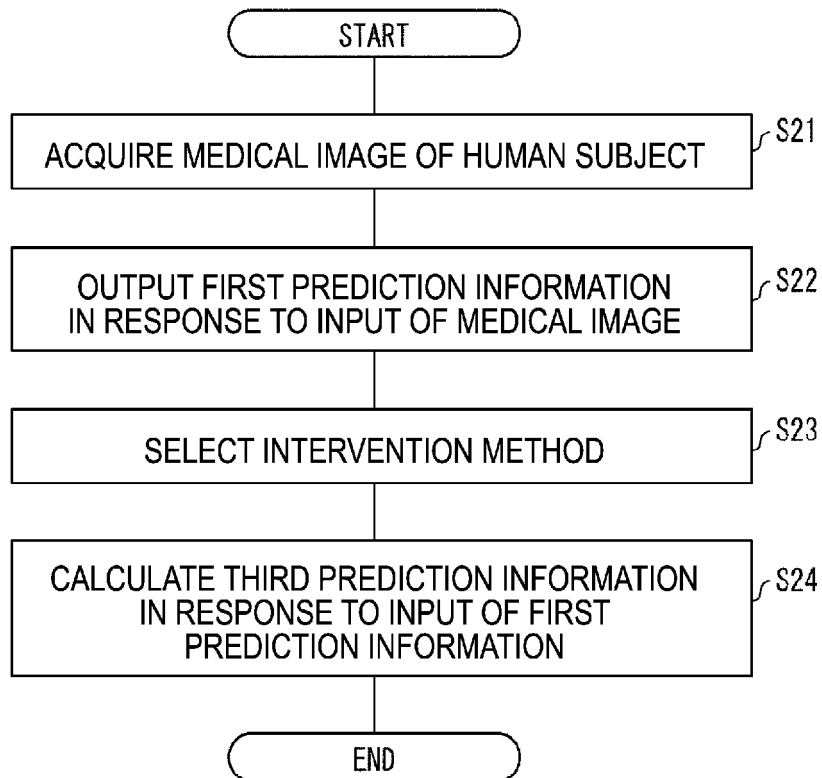 START
ACQUIRE MEDICAL IMAGE OF HUMAN SUBJECT
S21
OUTPUT FIRST PREDICTION INFORMATION
IN RESPONSE TO INPUT OF MEDICAL IMAGE
S22
SELECT INTERVENTION METHOD
S23
CALCULATE THIRD PREDICTION INFORMATION
IN RESPONSE TO INPUT OF FIRST
PREDICTION INFORMATION
S24
END